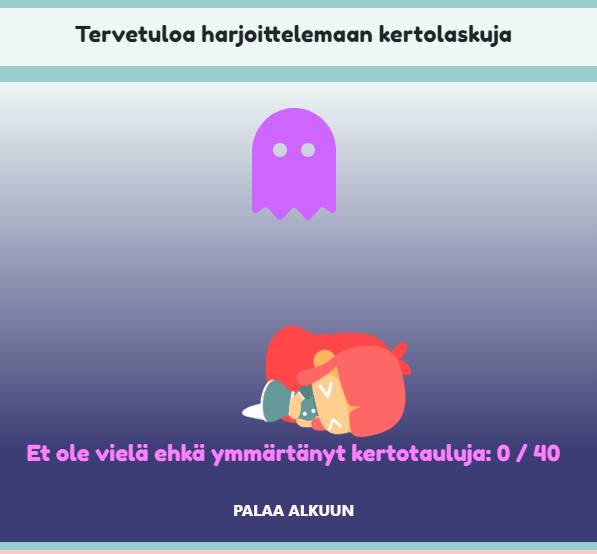 Tervetuloa harjoittelemaan kertolaskuja
Et ole vielä ehkä ymmärtänyt kertotauluja: 0 / 40
PALAA ALKUUN